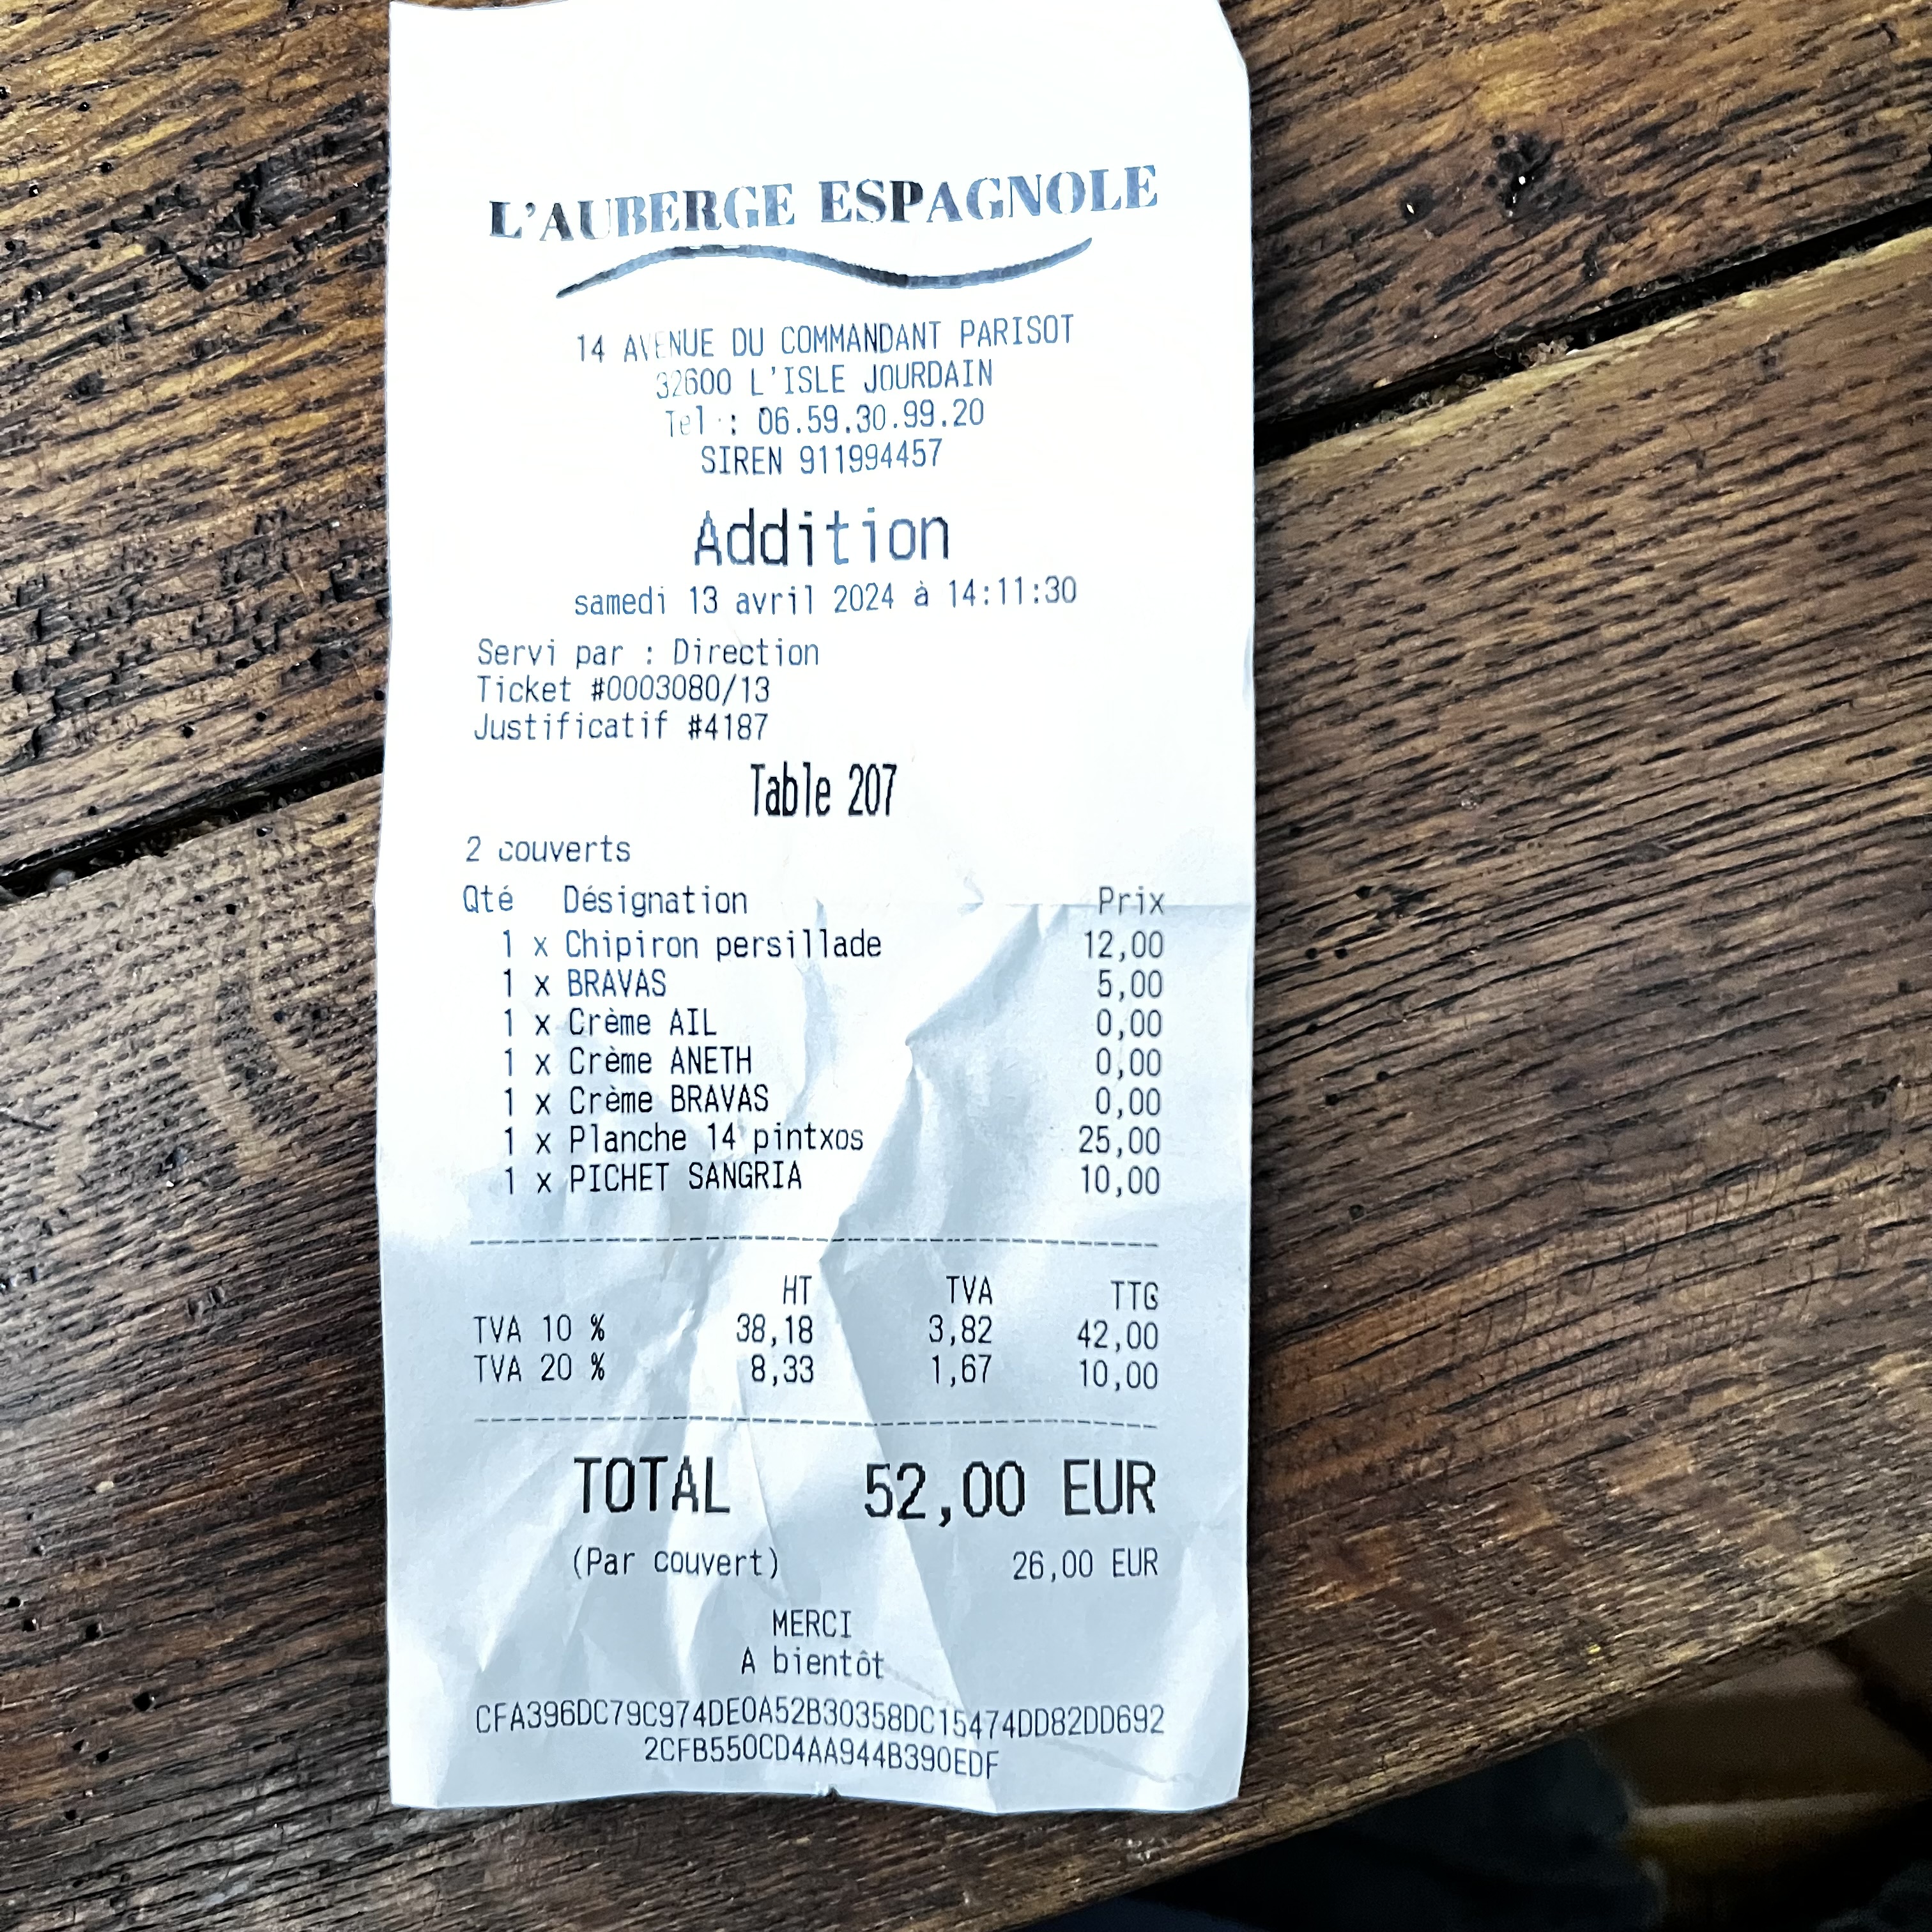 L'AUBERGE ESPAGNOLE
14 AVENUE DU COMMANDANT PARISOT
32600 L'ISLE JOURDAIN
Tel : 06.59.30.99.20
SIREN 911994457
Addition
samedi 13 avril 2024 à 14:11:30
Servi par : Direction
Ticket #0003080/13
Justificatif #4187
Table 207
2 couverts
Qté Désignation Prix
1 x Chipiron persillade 12,00
1 x BRAVAS 5,00
1 x Crème AIL 0,00
1 x Crème ANETH 0,00
1 x Crème BRAVAS 0,00
1 x Planche 14 pintxos 25,00
1 x PICHET SANGRIA 10,00
HT TVA TTC
TVA 10 % 38,18 3,82 42,00
TVA 20 % 8,33 1,67 10,00
TOTAL 52,00 EUR
(Par couvert) 26,00 EUR
MERCI
A bientôt
CFA396DC79C974DE0A52B30358DC15474DD82DD692
2CFB550CD4AA944B390EDF